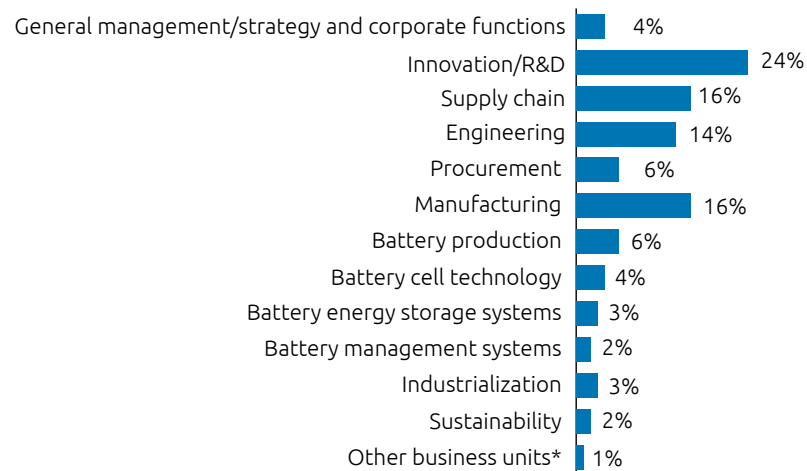 General management/strategy and corporate functions 4%
Innovation/R&D 24%
Supply chain 16%
Engineering 14%
Procurement 6%
Manufacturing 16%
Battery production 6%
Battery cell technology 4%
Battery energy storage systems 3%
Battery management systems 2%
Industrialization 3%
Sustainability 2%
Other business units* 1%